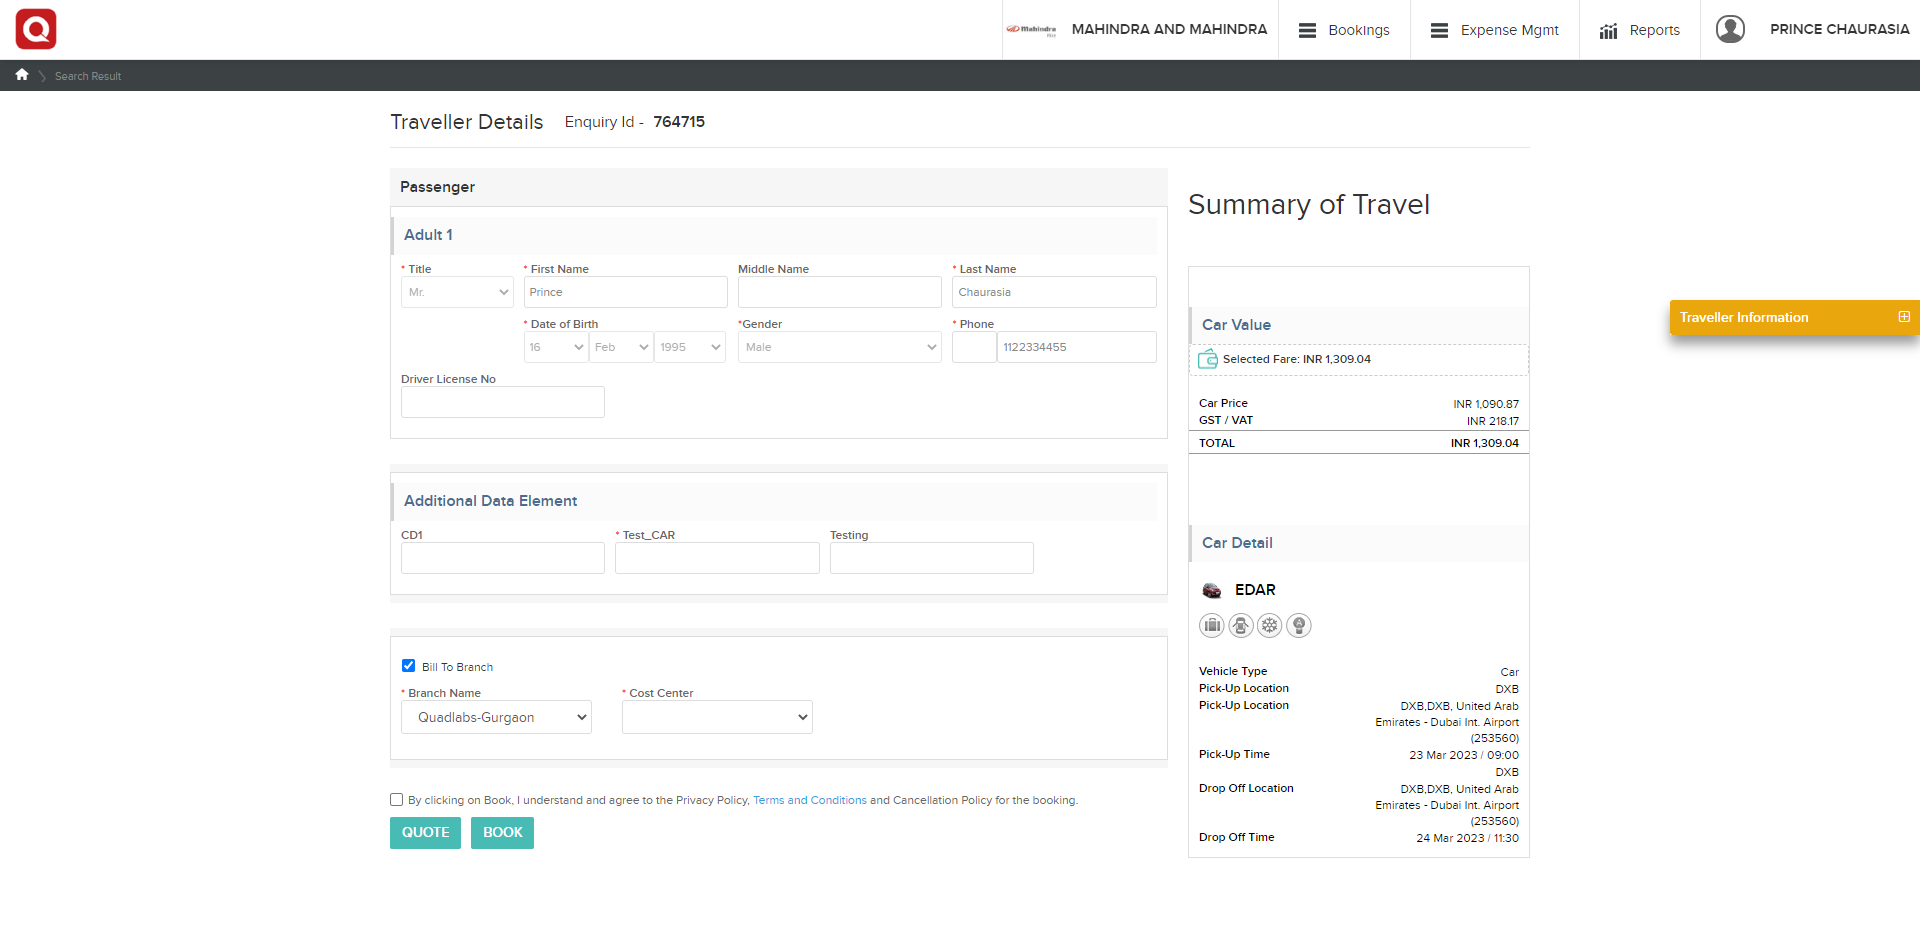 Mahindra
MAHINDRA AND MAHINDRA
Bookings
Expense Mgmt
Reports
PRINCE CHAURASIA
Search Result
Traveller Details
Enquiry Id - 764715
Passenger
Adult 1
* Title
* First Name
Middle Name
* Last Name
Mr.
Prince
Chaurasia
* Date of Birth
*Gender
* Phone
16
Feb
1995
Male
1122334455
Driver License No
Additional Data Element
CD1
* Test_CAR
Testing
Bill To Branch
* Branch Name
* Cost Center
Quadlabs-Gurgaon
By clicking on Book, I understand and agree to the Privacy Policy, Terms and Conditions and Cancellation Policy for the booking.
QUOTE
BOOK
Summary of Travel
Car Value
Selected Fare: INR 1,309.04
Car Price INR 1,090.87
GST / VAT INR 218.17
TOTAL INR 1,309.04
Car Detail
EDAR
Vehicle Type Car
Pick-Up Location DXB
Pick-Up Location DXB,DXB, United Arab
Emirates - Dubai Int. Airport
(253560)
Pick-Up Time 23 Mar 2023 / 09:00
DXB
Drop Off Location DXB,DXB, United Arab
Emirates - Dubai Int. Airport
(253560)
Drop Off Time 24 Mar 2023 / 11:30
Traveller Information